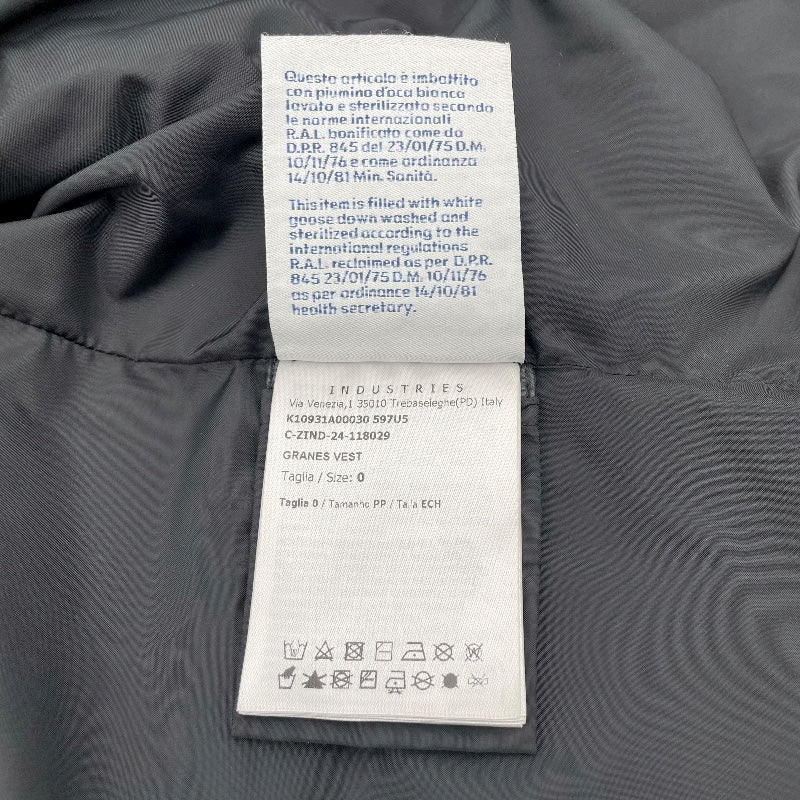 Questo articolo è imbottito
con piumino d'oca bianca
lavato e sterilizzato secondo
le norme internazionali
R.A.L. bonificato come da
D.P.R. 845 del 23/01/75 D.M.
10/11/76 e come ordinanza
14/10/81 Min. Sanità.
This item is filled with white
goose down washed and
sterilized according to the
international regulations
R.A.L. reclaimed as per D.P.R.
845 23/01/75 D.M. 10/11/76
as per ordinance 14/10/81
health secretary.
INDUSTRIES
Via Venezia,1 35010 Trebaseleghe(PD) Italy
K10931A00030 597U5
C-ZIND-24-118029
GRANES VEST
Taglia / Size: 0
Taglia 0 / Tamanho PP / Talla ECH